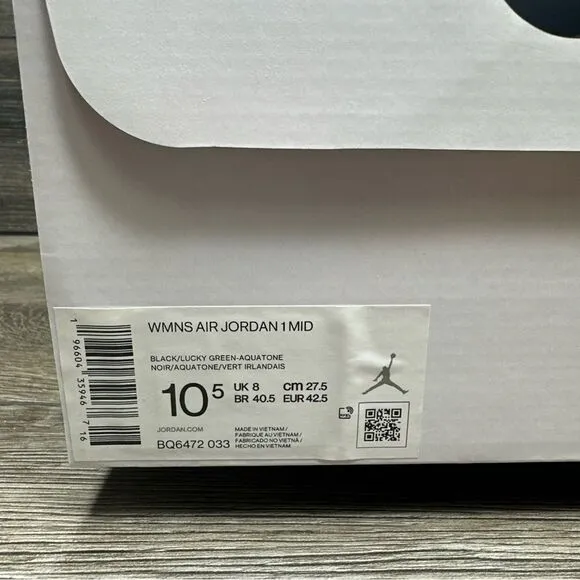 WMNS AIR JORDAN 1 MID
BLACK/LUCKY GREEN-AQUATONE
NOIR/AQUATONE/VERT IRLANDAIS
10⁵
UK 8 cm 27.5
BR 40.5 EUR 42.5
JORDAN.COM
BQ6472 033
MADE IN VIETNAM/
FABRIQUE AU VIETNAM/
FABRICADO NO VIETNÃ/
HECHO EN VIETNAM
1 96604 35946 7 16